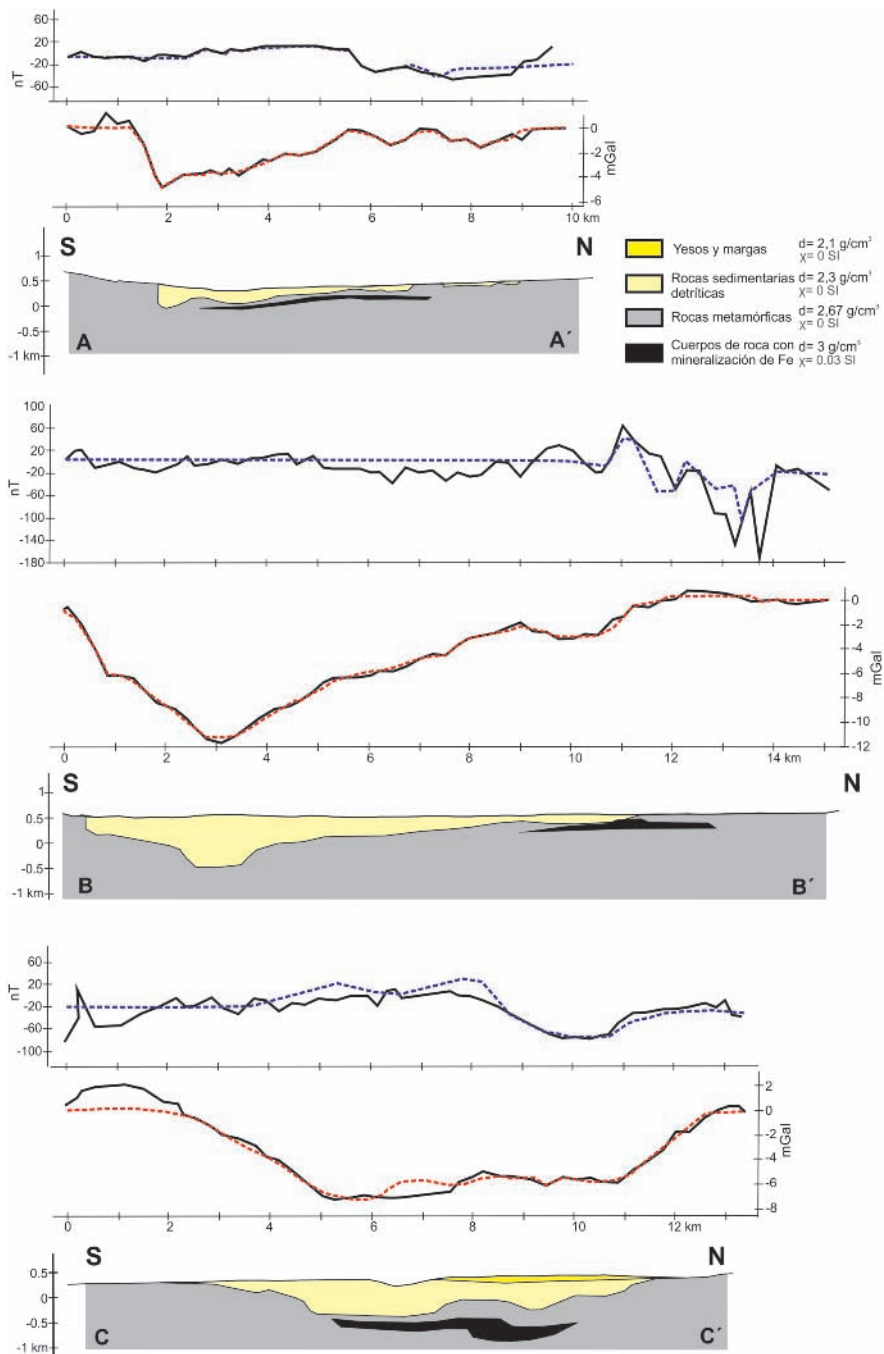 60
20
-20
-60
nT
0
-2
-4
-6
mGal
0 2 4 6 8 10 km
S N
1
0.5
0
-0.5
-1 km
A A´
Yesos y margas d= 2,1 g/cm³ χ= 0 SI
Rocas sedimentarias detríticas d= 2,3 g/cm³ χ= 0 SI
Rocas metamórficas d= 2,67 g/cm³ χ= 0 SI
Cuerpos de roca con mineralización de Fe d= 3 g/cm³ χ= 0,03 SI
100
60
20
-20
-60
-100
-140
-180
nT
0
-2
-4
-6
-8
-10
-12
mGal
0 2 4 6 8 10 12 14 km
S N
1
0.5
0
-0.5
-1 km
B B´
60
20
-20
-60
-100
nT
2
0
-2
-4
-6
-8
mGal
0 2 4 6 8 10 12 km
S N
0.5
0
-0.5
-1 km
C C´